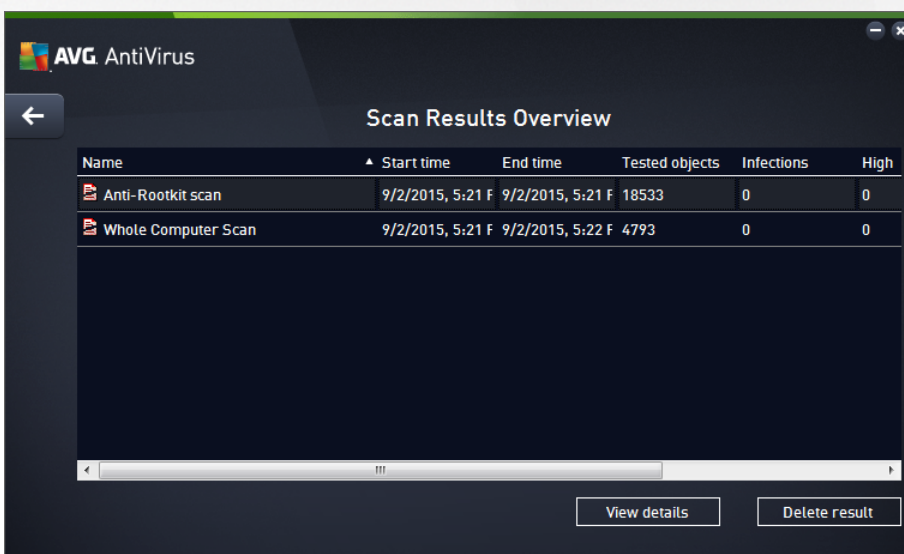 AVG. AntiVirus
Scan Results Overview
Name Start time End time Tested objects Infections High
Anti-Rootkit scan 9/2/2015, 5:21 9/2/2015, 5:21 18533 0 0
Whole Computer Scan 9/2/2015, 5:21 9/2/2015, 5:22 4793 0 0
View details Delete result